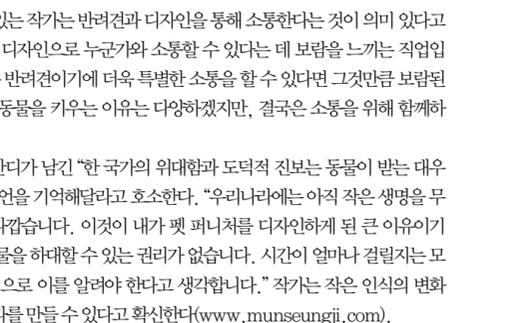 있는 작가는 반려견과 디자인을 통해 소통한다는 것이 의미 있다고
디자인으로 누군가와 소통할 수 있다는 데 보람을 느끼는 직업입
반려견이기에 더욱 특별한 소통을 할 수 있다면 그것만큼 보람된
동물을 키우는 이유는 다양하겠지만, 결국은 소통을 위해 함께하
간디가 남긴 “한 국가의 위대함과 도덕적 진보는 동물이 받는 대우
언을 기억해달라고 호소한다. “우리나라에는 아직 작은 생명을 무
타깝습니다. 이것이 내가 펫 퍼니처를 디자인하게 된 큰 이유이기
물을 하대할 수 있는 권리가 없습니다. 시간이 얼마나 걸릴지는 모
으로 이를 알려야 한다고 생각합니다.” 작가는 작은 인식의 변화
를 만들 수 있다고 확신한다(www.munseungji.com).